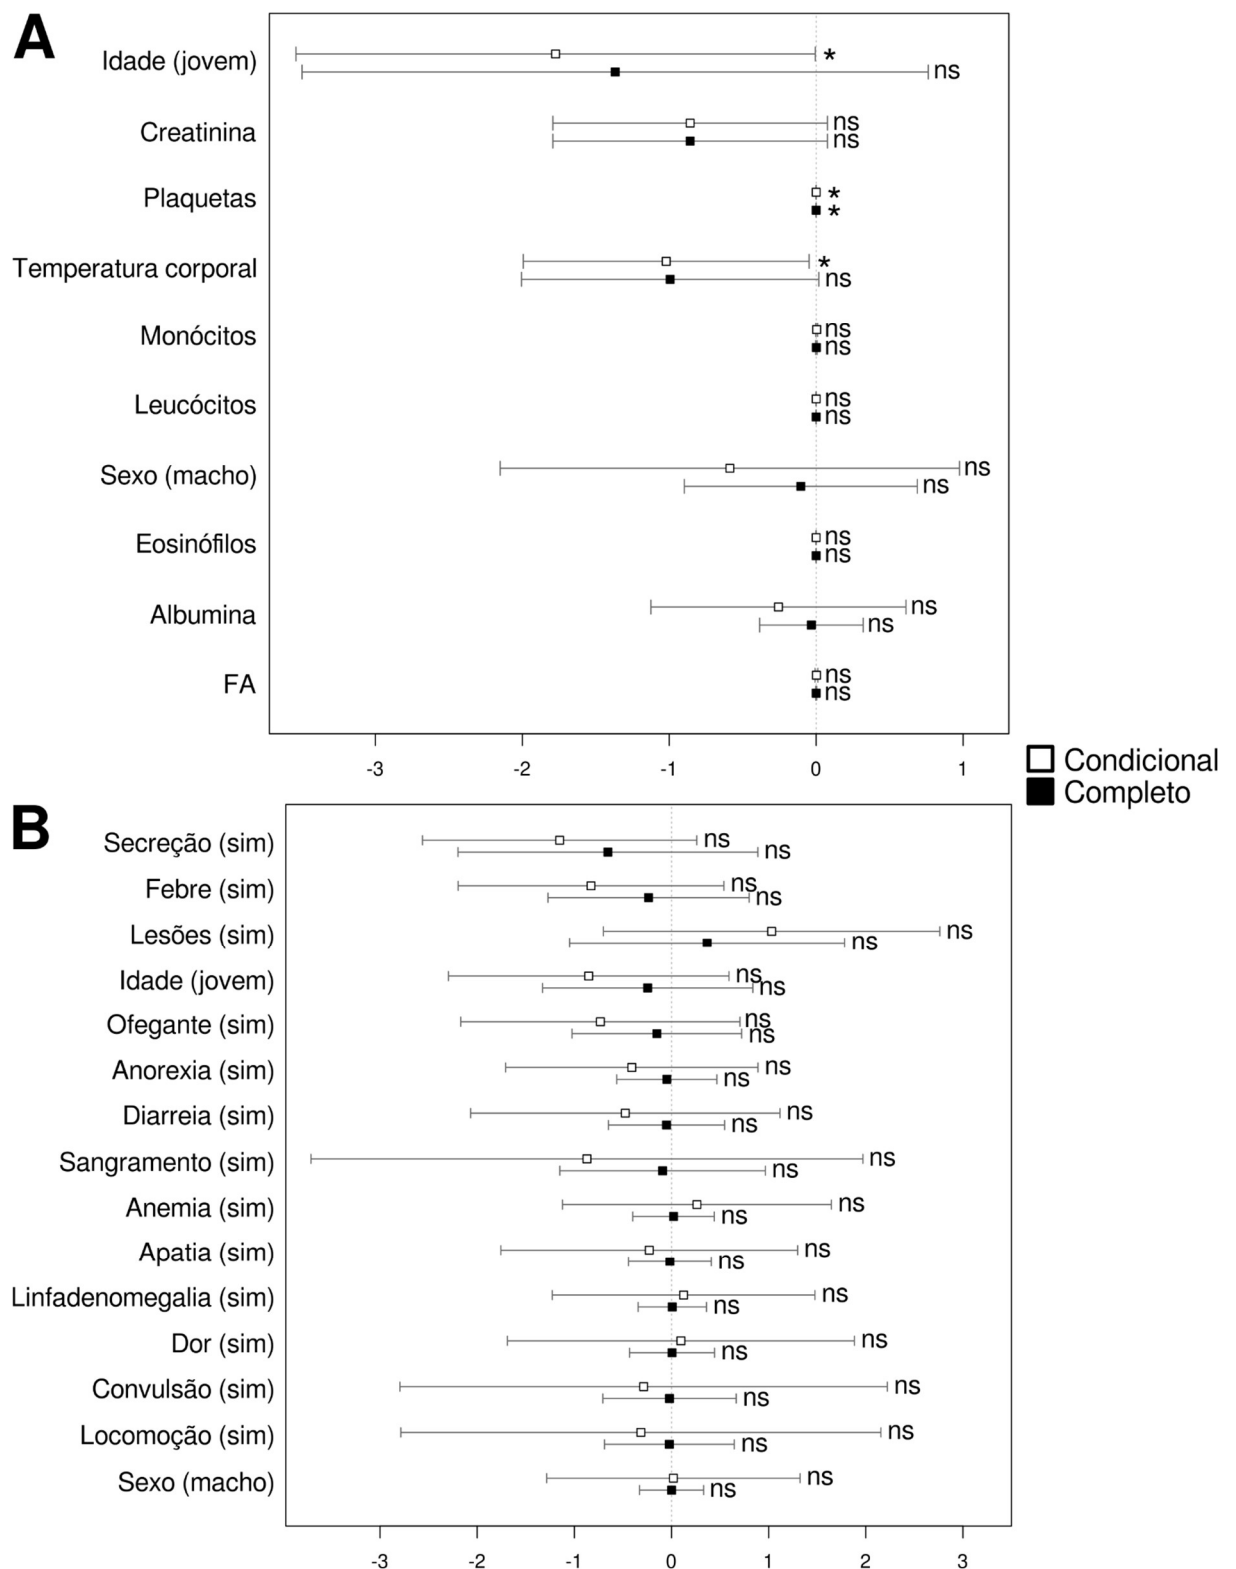 A
Idade (jovem)
*
ns
Creatinina
ns
ns
Plaquetas
*
*
Temperatura corporal
*
ns
Monócitos
ns
ns
Leucócitos
ns
ns
Sexo (macho)
ns
ns
Eosinófilos
ns
ns
Albumina
ns
ns
FA
ns
ns
-3 -2 -1 0 1
Condicional
Completo
B
Secreção (sim)
ns
ns
Febre (sim)
ns
ns
Lesões (sim)
ns
ns
Idade (jovem)
ns
ns
Ofegante (sim)
ns
ns
Anorexia (sim)
ns
ns
Diarreia (sim)
ns
ns
Sangramento (sim)
ns
ns
Anemia (sim)
ns
ns
Apatia (sim)
ns
ns
Linfadenomegalia (sim)
ns
ns
Dor (sim)
ns
ns
Convulsão (sim)
ns
ns
Locomoção (sim)
ns
ns
Sexo (macho)
ns
ns
-3 -2 -1 0 1 2 3